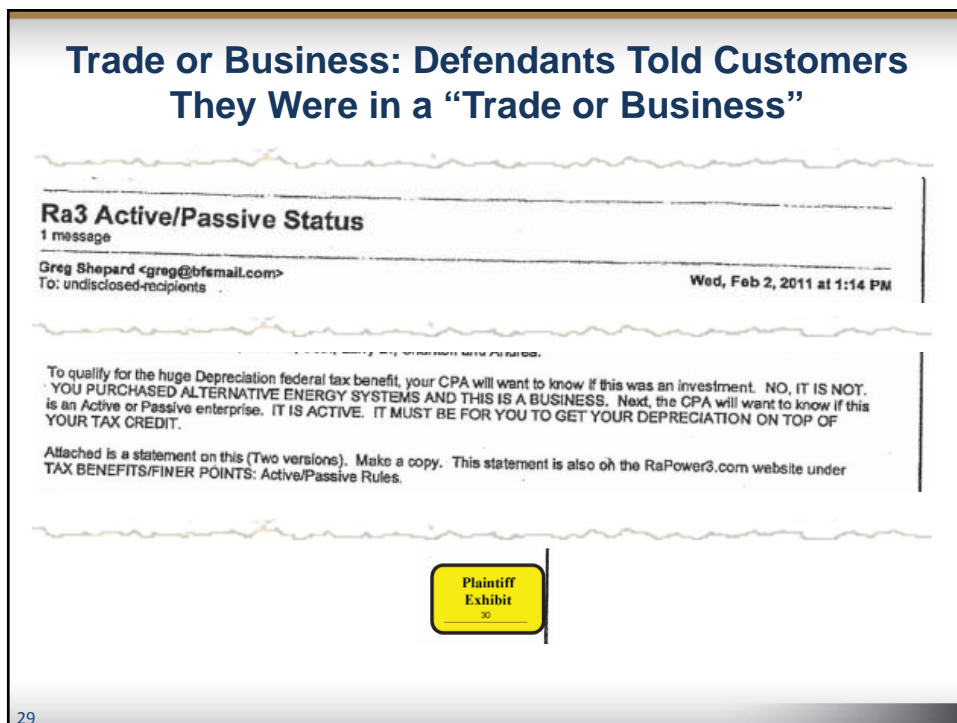 Trade or Business: Defendants Told Customers
They Were in a “Trade or Business”
Ra3 Active/Passive Status
1 message
Greg Shepard <greg@bfsmail.com>
Wed, Feb 2, 2011 at 1:14 PM
To: undisclosed-recipients
and Andrea.
To qualify for the huge Depreciation federal tax benefit, your CPA will want to know if this was an investment. NO, IT IS NOT.
YOU PURCHASED ALTERNATIVE ENERGY SYSTEMS AND THIS IS A BUSINESS. Next, the CPA will want to know if this
is an Active or Passive enterprise. IT IS ACTIVE. IT MUST BE FOR YOU TO GET YOUR DEPRECIATION ON TOP OF
YOUR TAX CREDIT.
Attached is a statement on this (Two versions). Make a copy. This statement is also on the RaPower3.com website under
TAX BENEFITS/FINER POINTS: Active/Passive Rules.
Plaintiff
Exhibit
30
29